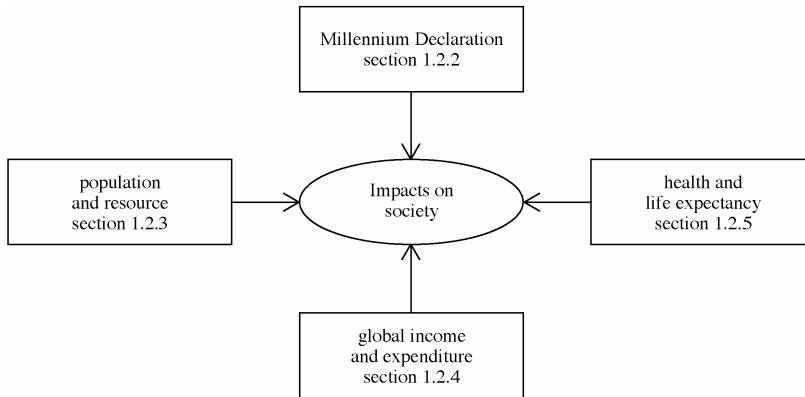 Millennium Declaration
section 1.2.2
population
and resource
section 1.2.3
Impacts on
society
health and
life expectancy
section 1.2.5
global income
and expenditure
section 1.2.4